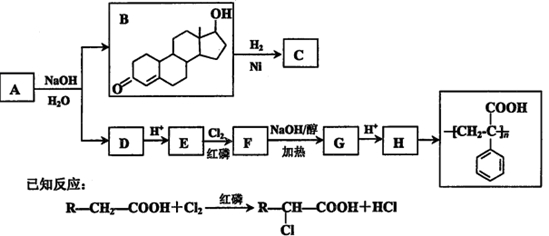 B
OH
O
A
NaOH
H₂O
H₂
Ni
C
D
H⁺
E
Cl₂
红磷
F
NaOH/醇
加热
G
H⁺
H
COOH
[CH₂-C]n
已知反应:
红磷
R—CH₂—COOH+Cl₂→R—CH—COOH+HCl
Cl